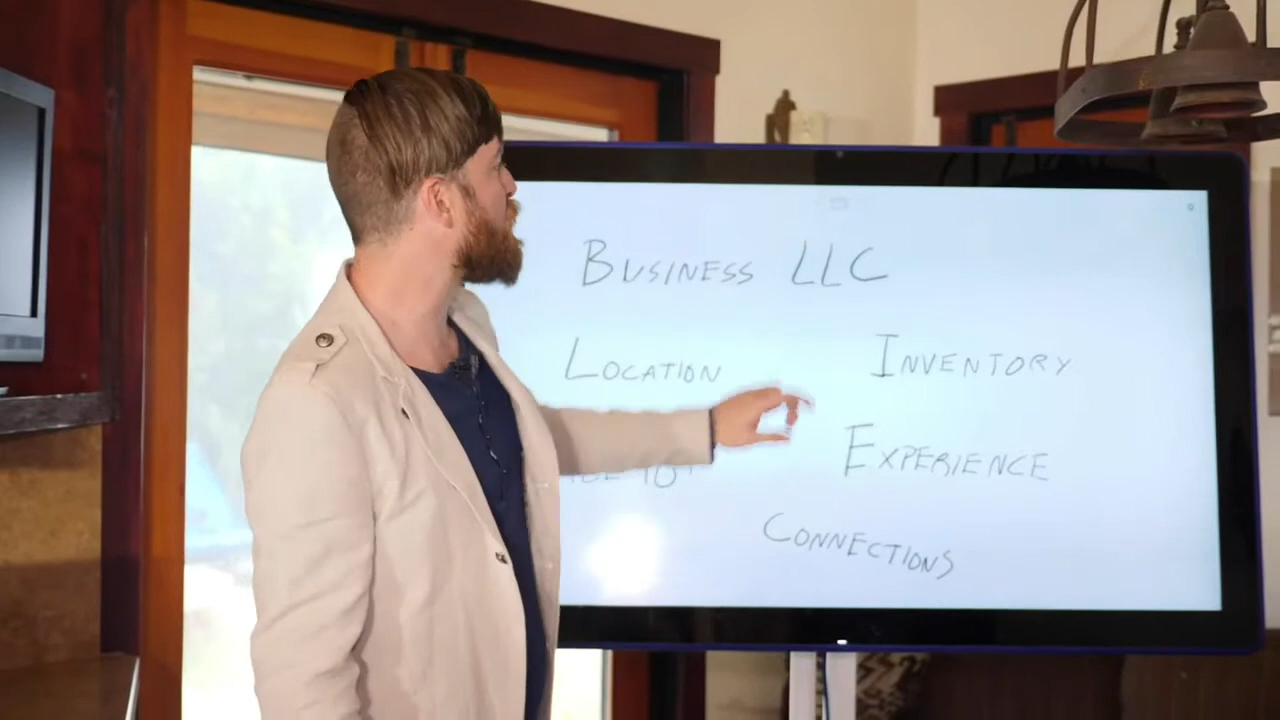 BUSINESS LLC
LOCATION INVENTORY
EXPERIENCE
CONNECTIONS